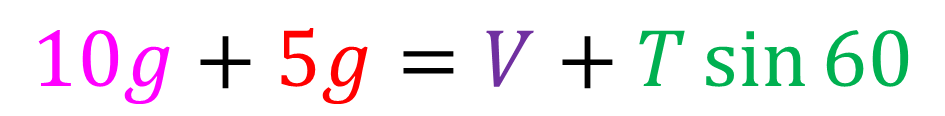 10g + 5g = V + T sin 60